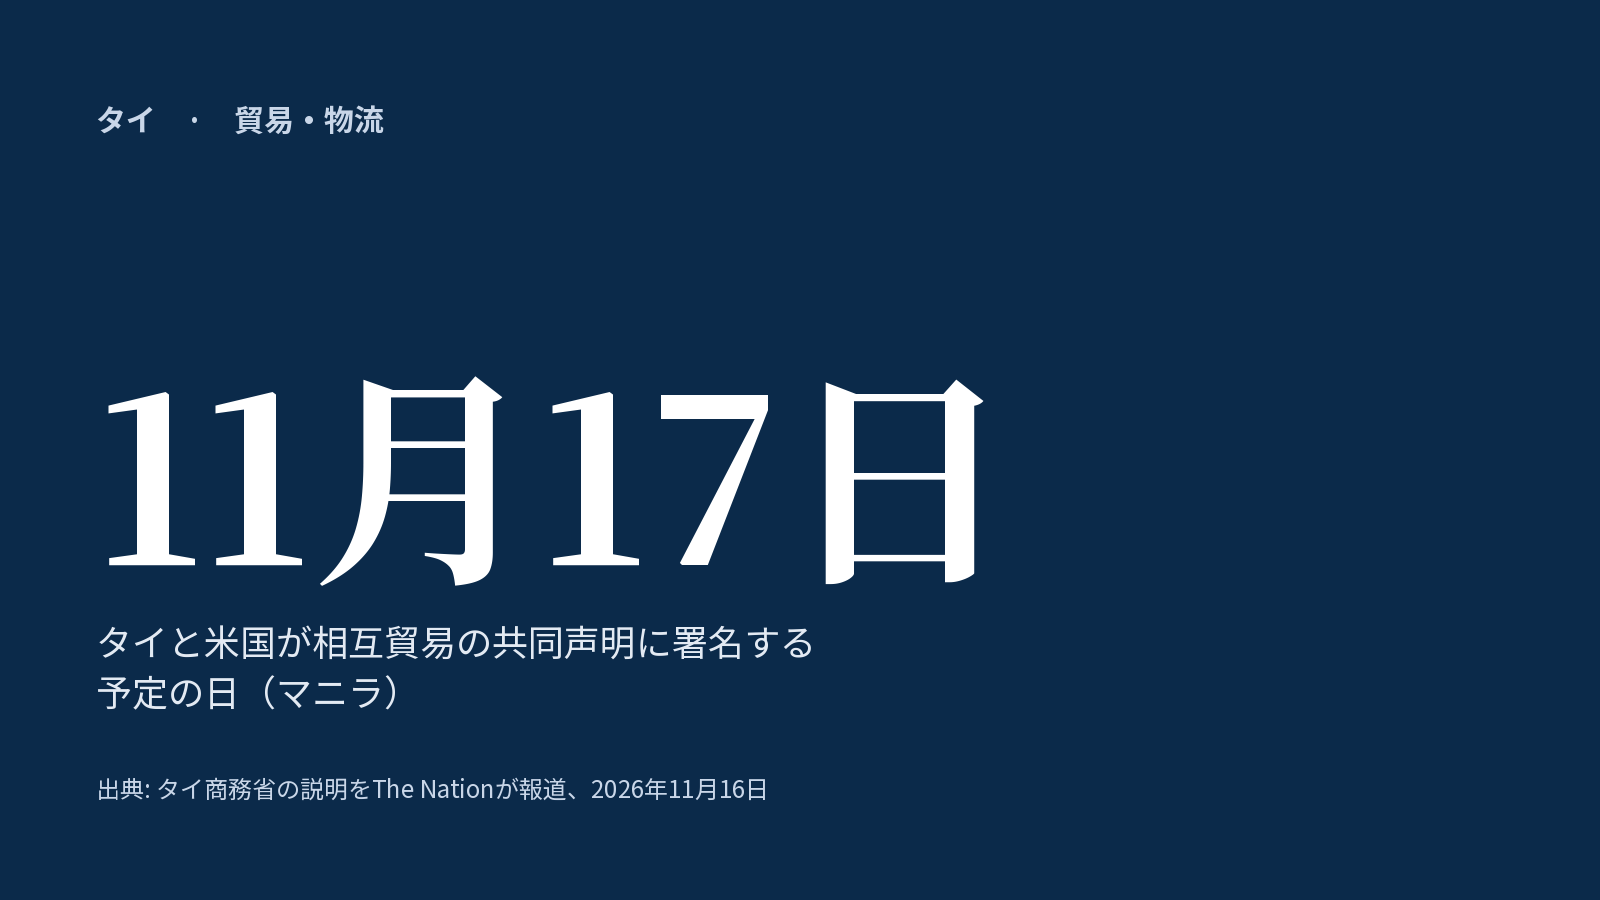 タイ · 貿易・物流
11月17日
タイと米国が相互貿易の共同声明に署名する
予定の日（マニラ）
出典: タイ商務省の説明をThe Nationが報道、2026年11月16日